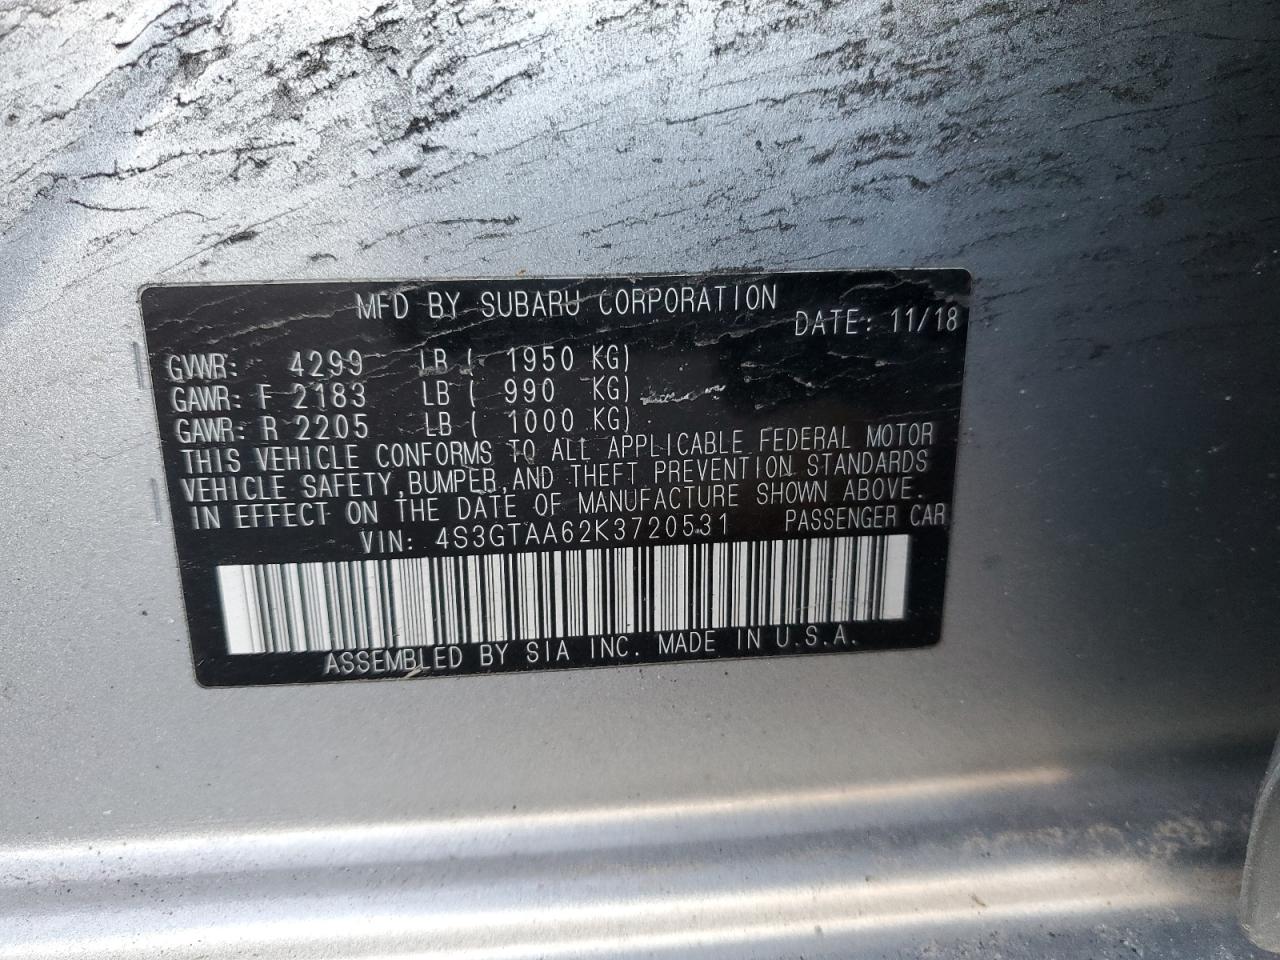 MFD BY SUBARU CORPORATION
DATE: 11/18
GVWR: 4299 LB ( 1950 KG)
GAWR: F 2183 LB ( 990 KG)
GAWR: R 2205 LB ( 1000 KG)
THIS VEHICLE CONFORMS TO ALL APPLICABLE FEDERAL MOTOR
VEHICLE SAFETY, BUMPER, AND THEFT PREVENTION STANDARDS
IN EFFECT ON THE DATE OF MANUFACTURE SHOWN ABOVE.
VIN: 4S3GTAA62K3720531 PASSENGER CAR
ASSEMBLED BY SIA INC. MADE IN U.S.A.